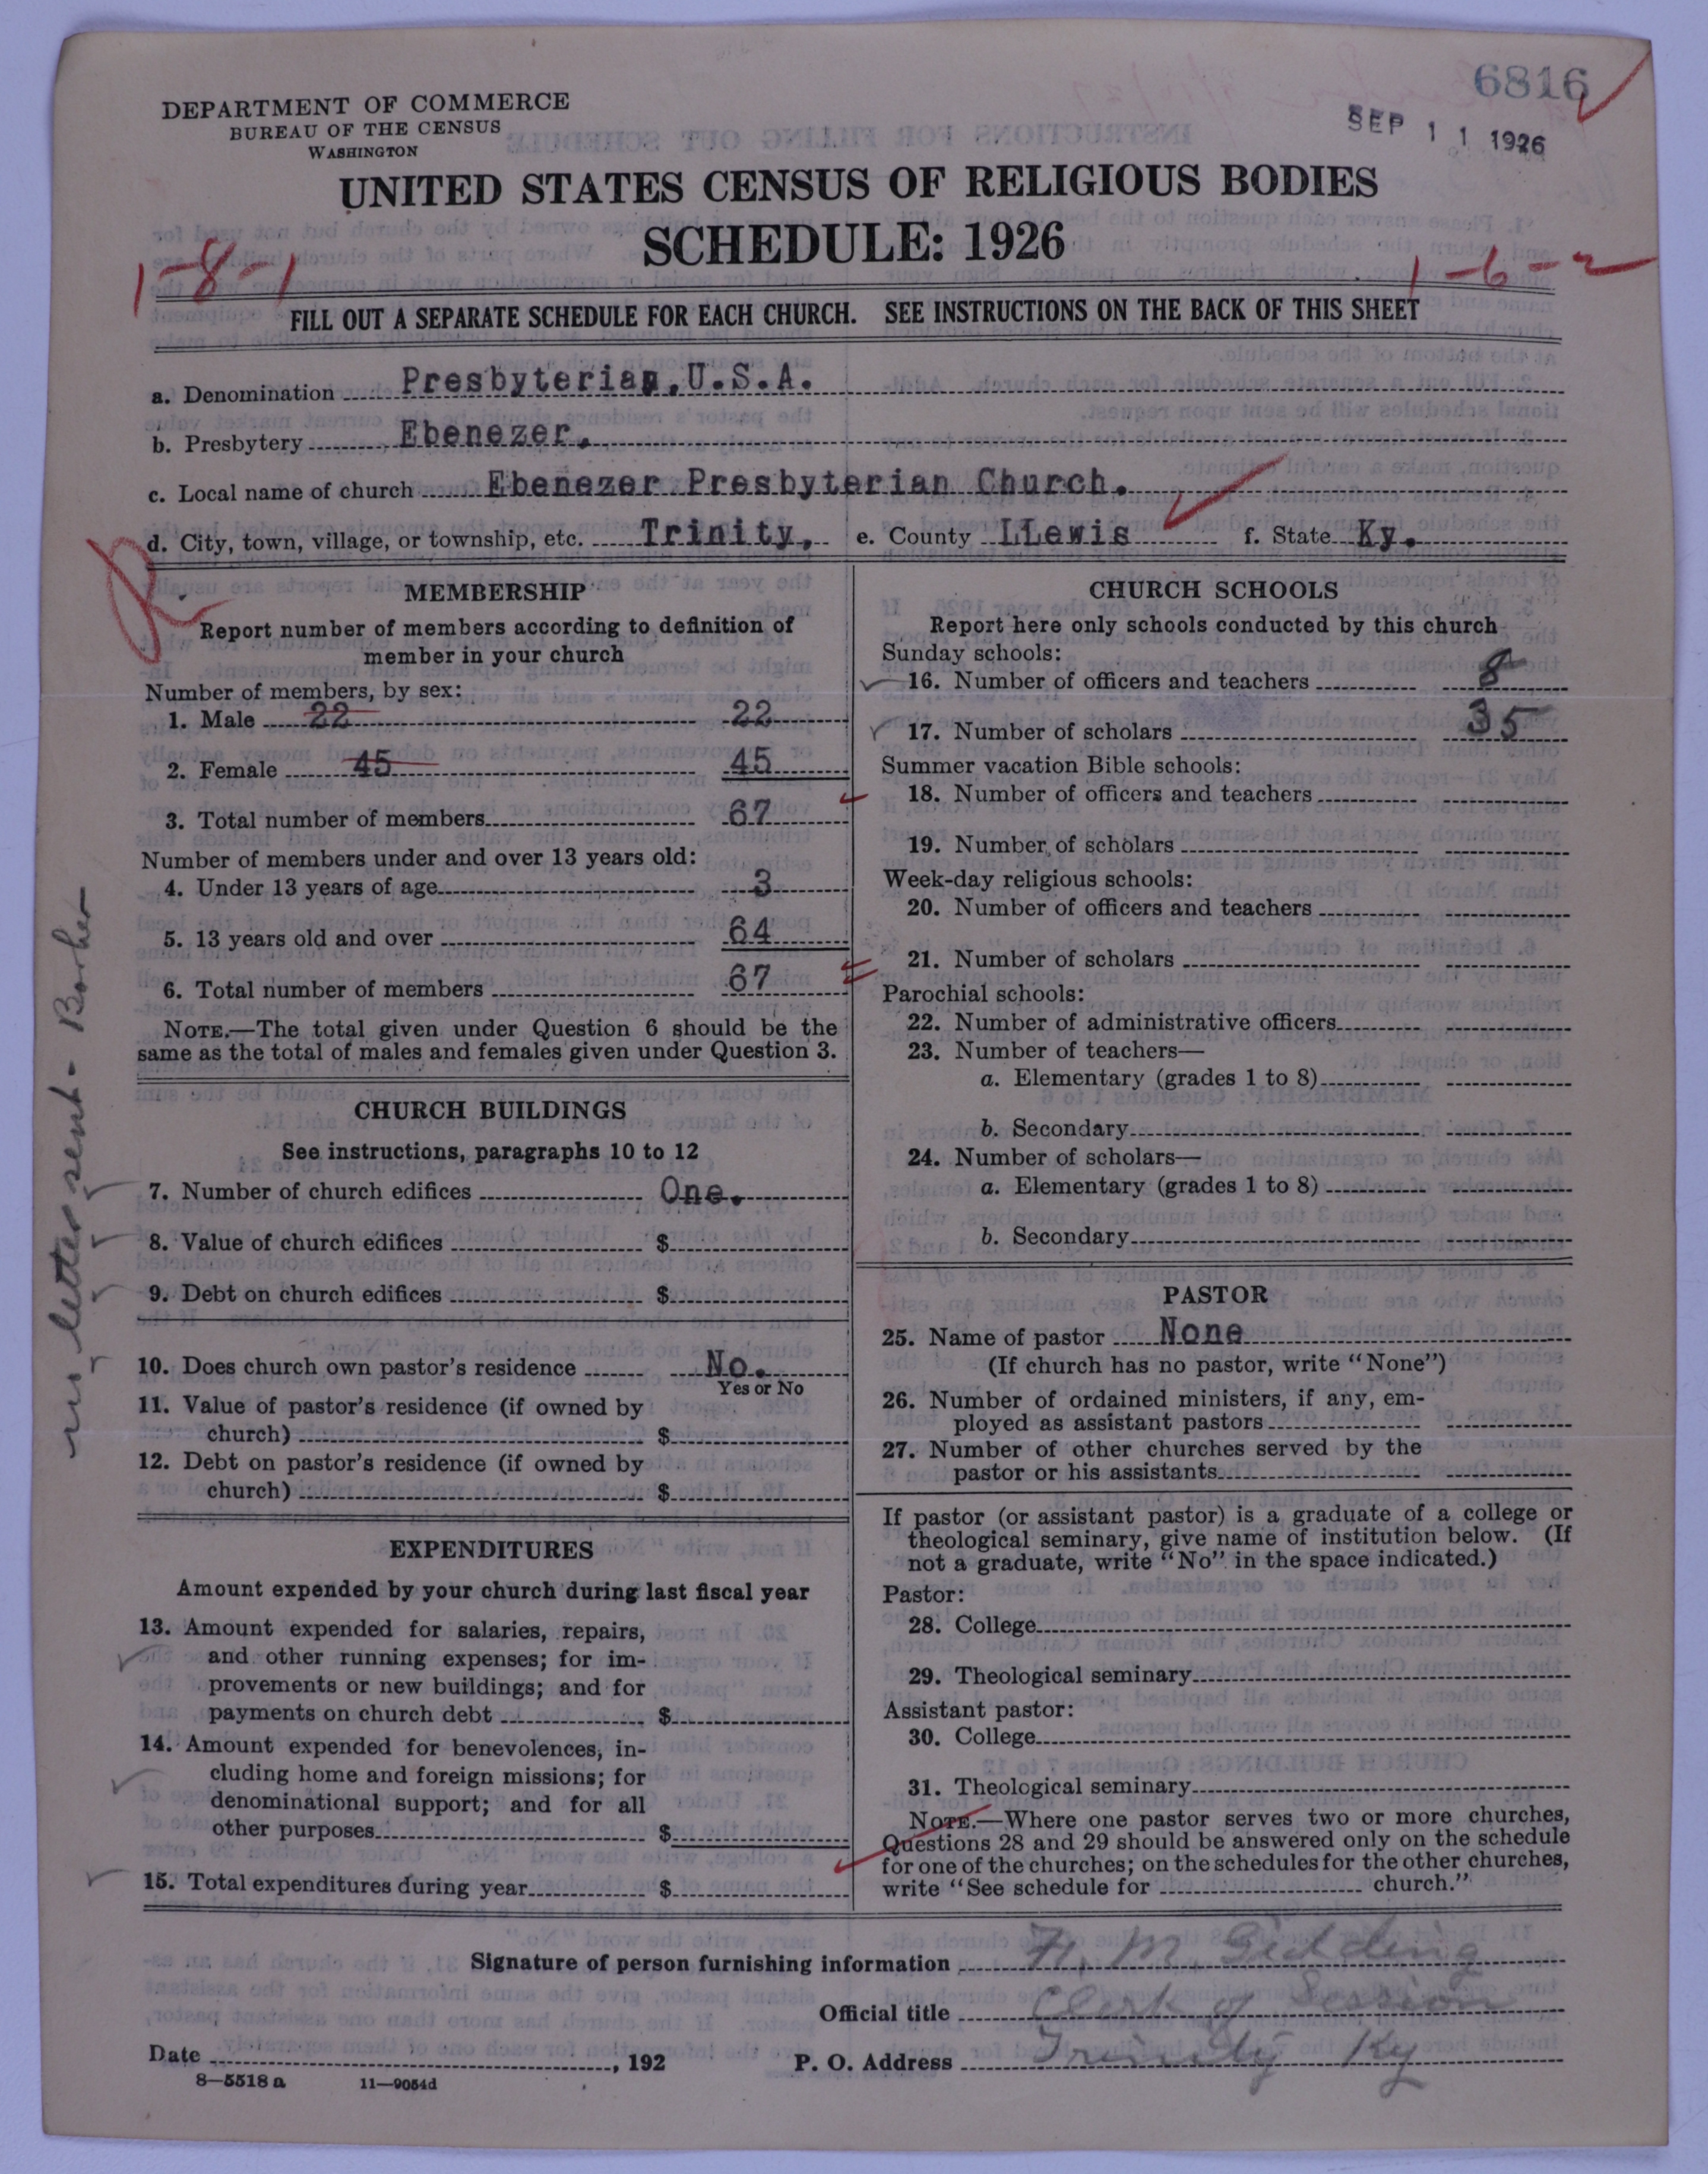 6816
SEP 11 1926
DEPARTMENT OF COMMERCE
BUREAU OF THE CENSUS
WASHINGTON
UNITED STATES CENSUS OF RELIGIOUS BODIES
SCHEDULE: 1926
1-8-1
1-6-2
FILL OUT A SEPARATE SCHEDULE FOR EACH CHURCH. SEE INSTRUCTIONS ON THE BACK OF THIS SHEET
a. Denomination Presbyterian, U.S.A.
b. Presbytery Ebenezer.
c. Local name of church Ebenezer Presbyterian Church.
d. City, town, village, or township, etc. Trinity, e. County LLewis f. State Ky.
MEMBERSHIP
Report number of members according to definition of
member in your church
Number of members, by sex:
1. Male 22 22
2. Female 45 45
3. Total number of members 67
Number of members under and over 13 years old:
4. Under 13 years of age 3
5. 13 years old and over 64
6. Total number of members 67
NOTE.—The total given under Question 6 should be the
same as the total of males and females given under Question 3.
CHURCH BUILDINGS
See instructions, paragraphs 10 to 12
7. Number of church edifices One.
8. Value of church edifices $
9. Debt on church edifices $
10. Does church own pastor's residence No.
Yes or No
11. Value of pastor's residence (if owned by
church) $
12. Debt on pastor's residence (if owned by
church) $
EXPENDITURES
Amount expended by your church during last fiscal year
13. Amount expended for salaries, repairs,
and other running expenses; for im-
provements or new buildings; and for
payments on church debt $
14. Amount expended for benevolences, in-
cluding home and foreign missions; for
denominational support; and for all
other purposes $
15. Total expenditures during year $
CHURCH SCHOOLS
Report here only schools conducted by this church
Sunday schools:
16. Number of officers and teachers 8
17. Number of scholars 35
Summer vacation Bible schools:
18. Number of officers and teachers
19. Number of scholars
Week-day religious schools:
20. Number of officers and teachers
21. Number of scholars
Parochial schools:
22. Number of administrative officers
23. Number of teachers—
a. Elementary (grades 1 to 8)
b. Secondary
24. Number of scholars—
a. Elementary (grades 1 to 8)
b. Secondary
PASTOR
25. Name of pastor None
(If church has no pastor, write "None")
26. Number of ordained ministers, if any, em-
ployed as assistant pastors
27. Number of other churches served by the
pastor or his assistants
If pastor (or assistant pastor) is a graduate of a college or
theological seminary, give name of institution below. (If
not a graduate, write "No" in the space indicated.)
Pastor:
28. College
29. Theological seminary
Assistant pastor:
30. College
31. Theological seminary
NOTE.—Where one pastor serves two or more churches,
Questions 28 and 29 should be answered only on the schedule
for one of the churches; on the schedules for the other churches,
write "See schedule for church."
Signature of person furnishing information H. M. Gidding
Official title Clerk of Session
Date , 192 P. O. Address Trinity Ky
8—5518 a 11—9054d
letter sent -